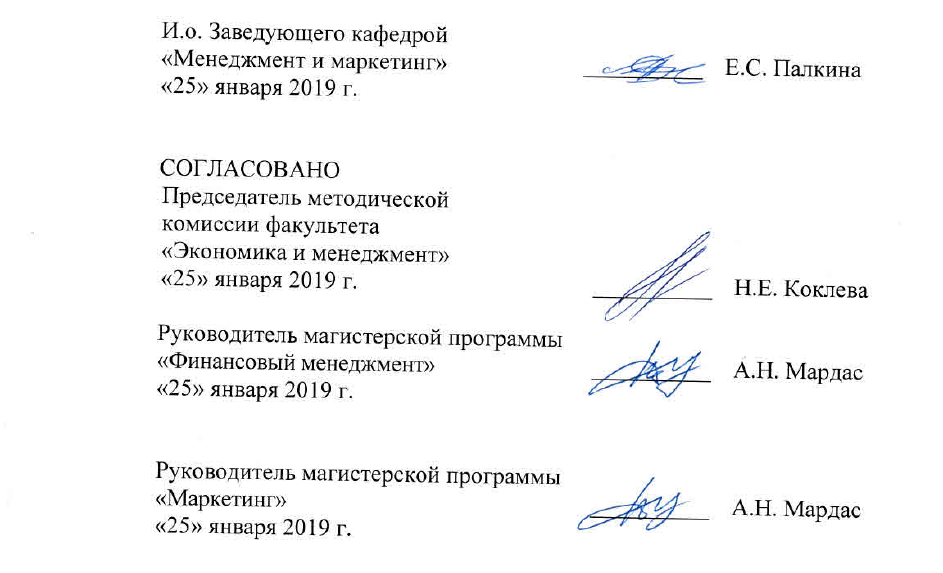 И.о. Заведующего кафедрой
«Менеджмент и маркетинг»
«25» января 2019 г.
Е.С. Палкина
СОГЛАСОВАНО
Председатель методической
комиссии факультета
«Экономика и менеджмент»
«25» января 2019 г.
Н.Е. Коклева
Руководитель магистерской программы
«Финансовый менеджмент»
«25» января 2019 г.
А.Н. Мардас
Руководитель магистерской программы
«Маркетинг»
«25» января 2019 г.
А.Н. Мардас